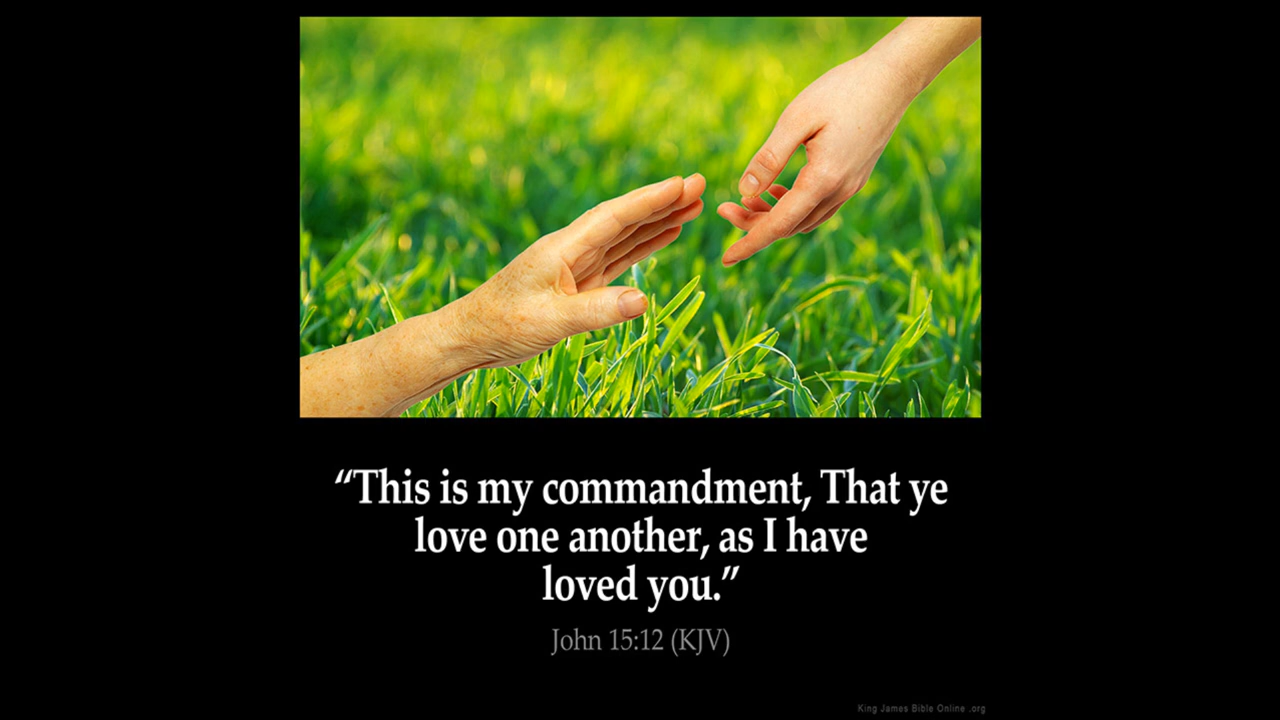 “This is my commandment, That ye
love one another, as I have
loved you.”
John 15:12 (KJV)
King James Bible Online .org